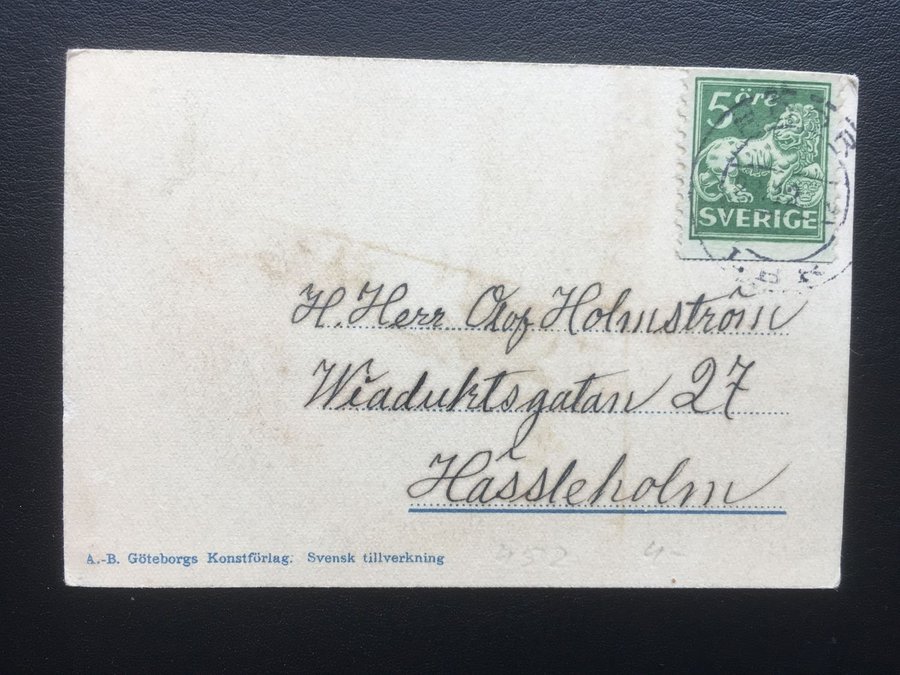 5 öre
SVERIGE
H. Herr Olof Holmström
Wiaduktsgatan 27
Hässleholm
A.-B. Göteborgs Konstförlag. Svensk tillverkning